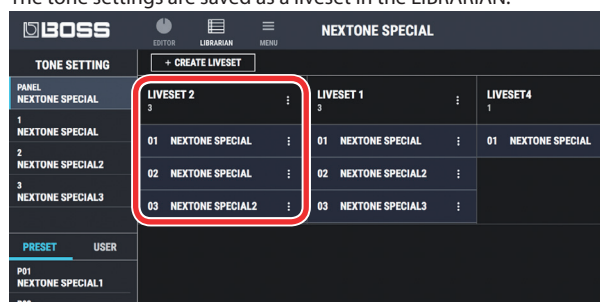 The tone settings are saved as a liveset in the LIBRARIAN.
BOSS
EDITOR
LIBRARIAN
MENU
NEXTONE SPECIAL
TONE SETTING
+ CREATE LIVESET
PANEL
NEXTONE SPECIAL
1
NEXTONE SPECIAL
2
NEXTONE SPECIAL2
3
NEXTONE SPECIAL3
PRESET USER
P01
NEXTONE SPECIAL1
LIVESET 2
3
01 NEXTONE SPECIAL
02 NEXTONE SPECIAL
03 NEXTONE SPECIAL2
LIVESET 1
3
01 NEXTONE SPECIAL
02 NEXTONE SPECIAL2
03 NEXTONE SPECIAL3
LIVESET4
1
01 NEXTONE SPECIAL